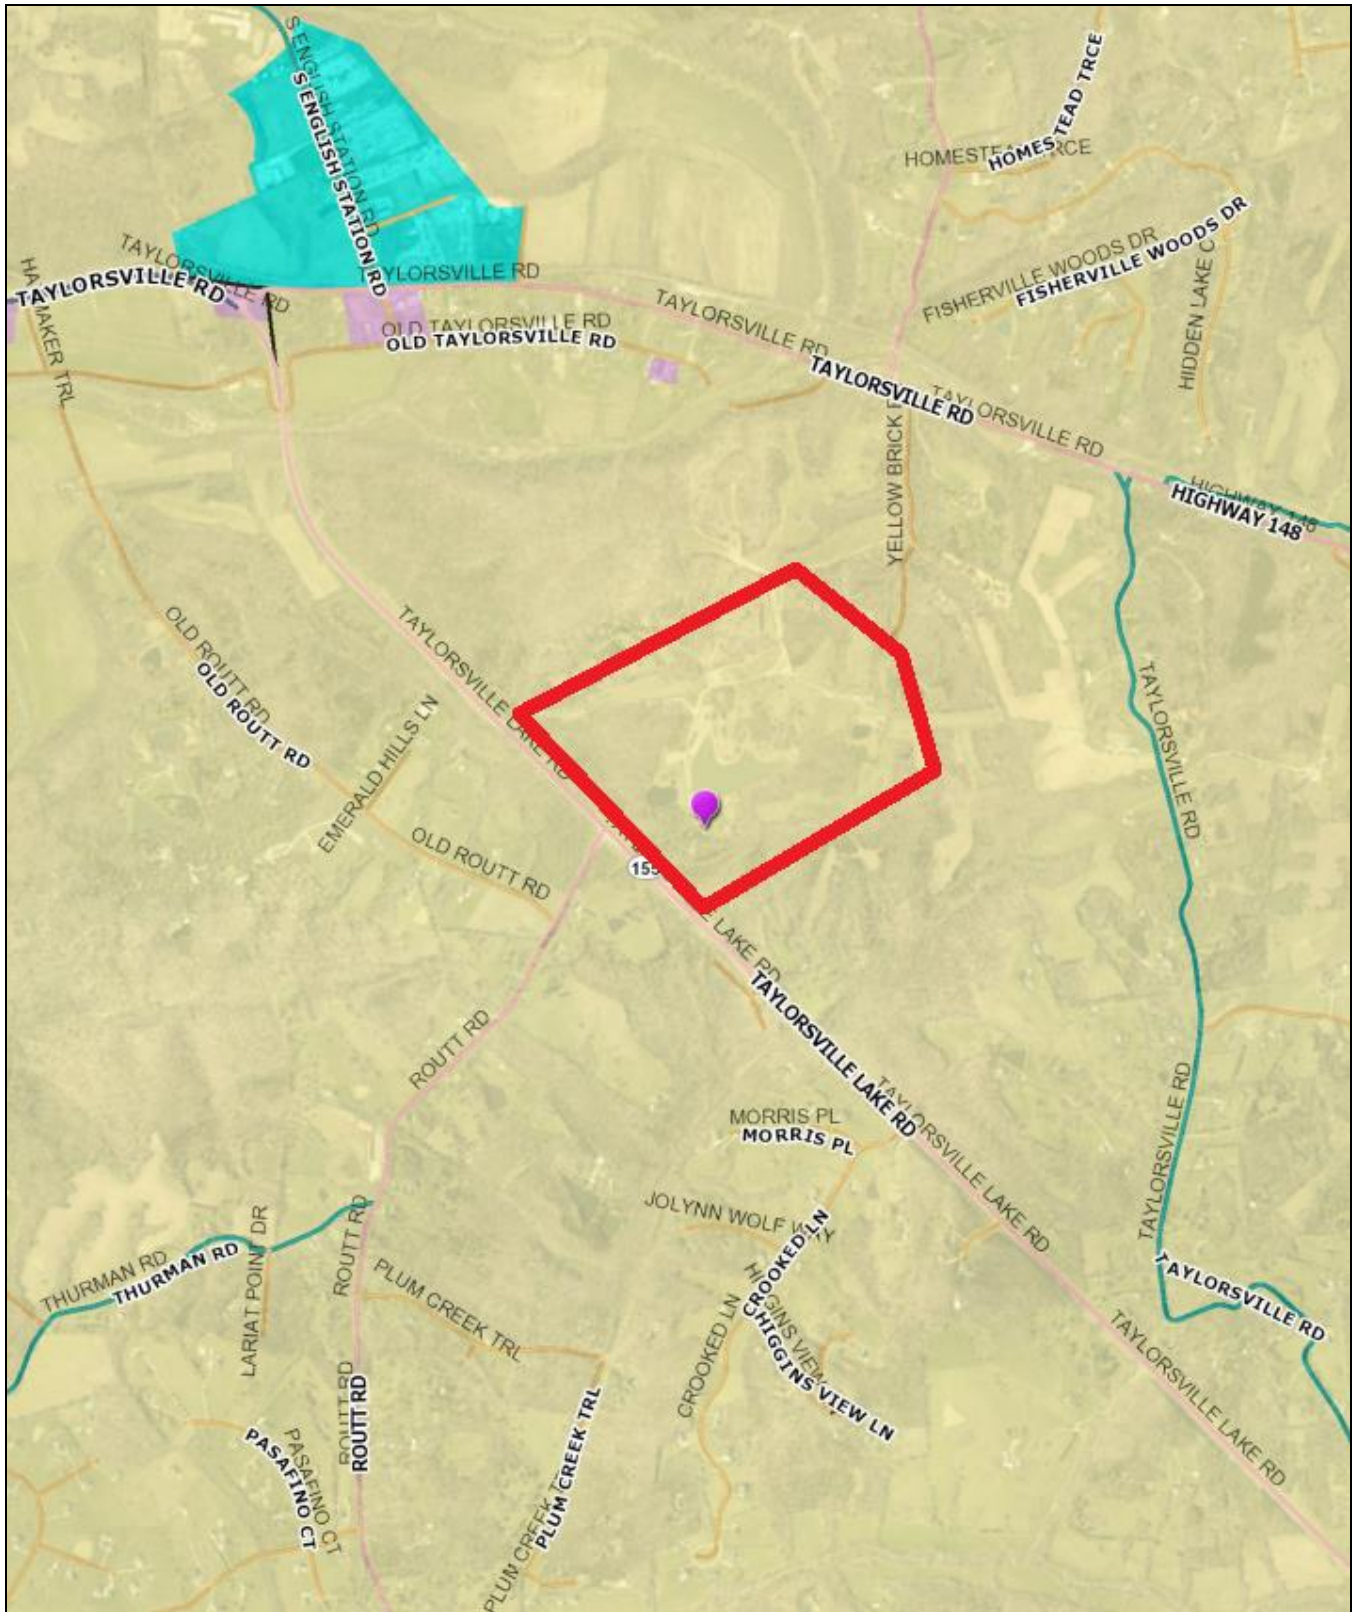 S ENGLISH STATION RD
S ENGLISH STATION RD
HOMESTEAD TRCE
HOMESTE RCE
FISHERVILLE WOODS DR
FISHERVILLE WOODS DR
HIDDEN LAKE C
TAYLORSVILLE RD
TAYLORSVILLE RD
TAYLORSVILLE RD
HA MAKER TRL
OLD TAYLORSVILLE RD
OLD TAYLORSVILLE RD
TAYLORSVILLE RD
TAYLORSVILLE RD
TAYLORSVILLE RD
YELLOW BRICK R
HIGHWAY 148
HIGHWAY 148
OLD ROUTT RD
OLD ROUTT RD
TAYLORSVILLE LAKE RD
EMERALD HILLS LN
TAYLORSVILLE RD
OLD ROUTT RD
155
E LAKE RD
TAYLORSVILLE LAKE RD
ROUTT RD
TAYLORSVILLE LAKE RD
MORRIS PL
MORRIS PL
TAYLORSVILLE RD
JOLYNN WOLF WAY
CROOKED LN
THURMAN RD
THURMAN RD
LARIAT POINT DR
ROUTT RD
PLUM CREEK TRL
CROOKED LN
HIGGINS VIEW
CHIGGINS VIEW LN
TAYLORSVILLE RD
TAYLORSVILLE LAKE RD
ROUTT RD
ROUTT RD
PASAFINO CT
PASAFINO CT
PLUM CREEK TRL
PLUM CREEK T